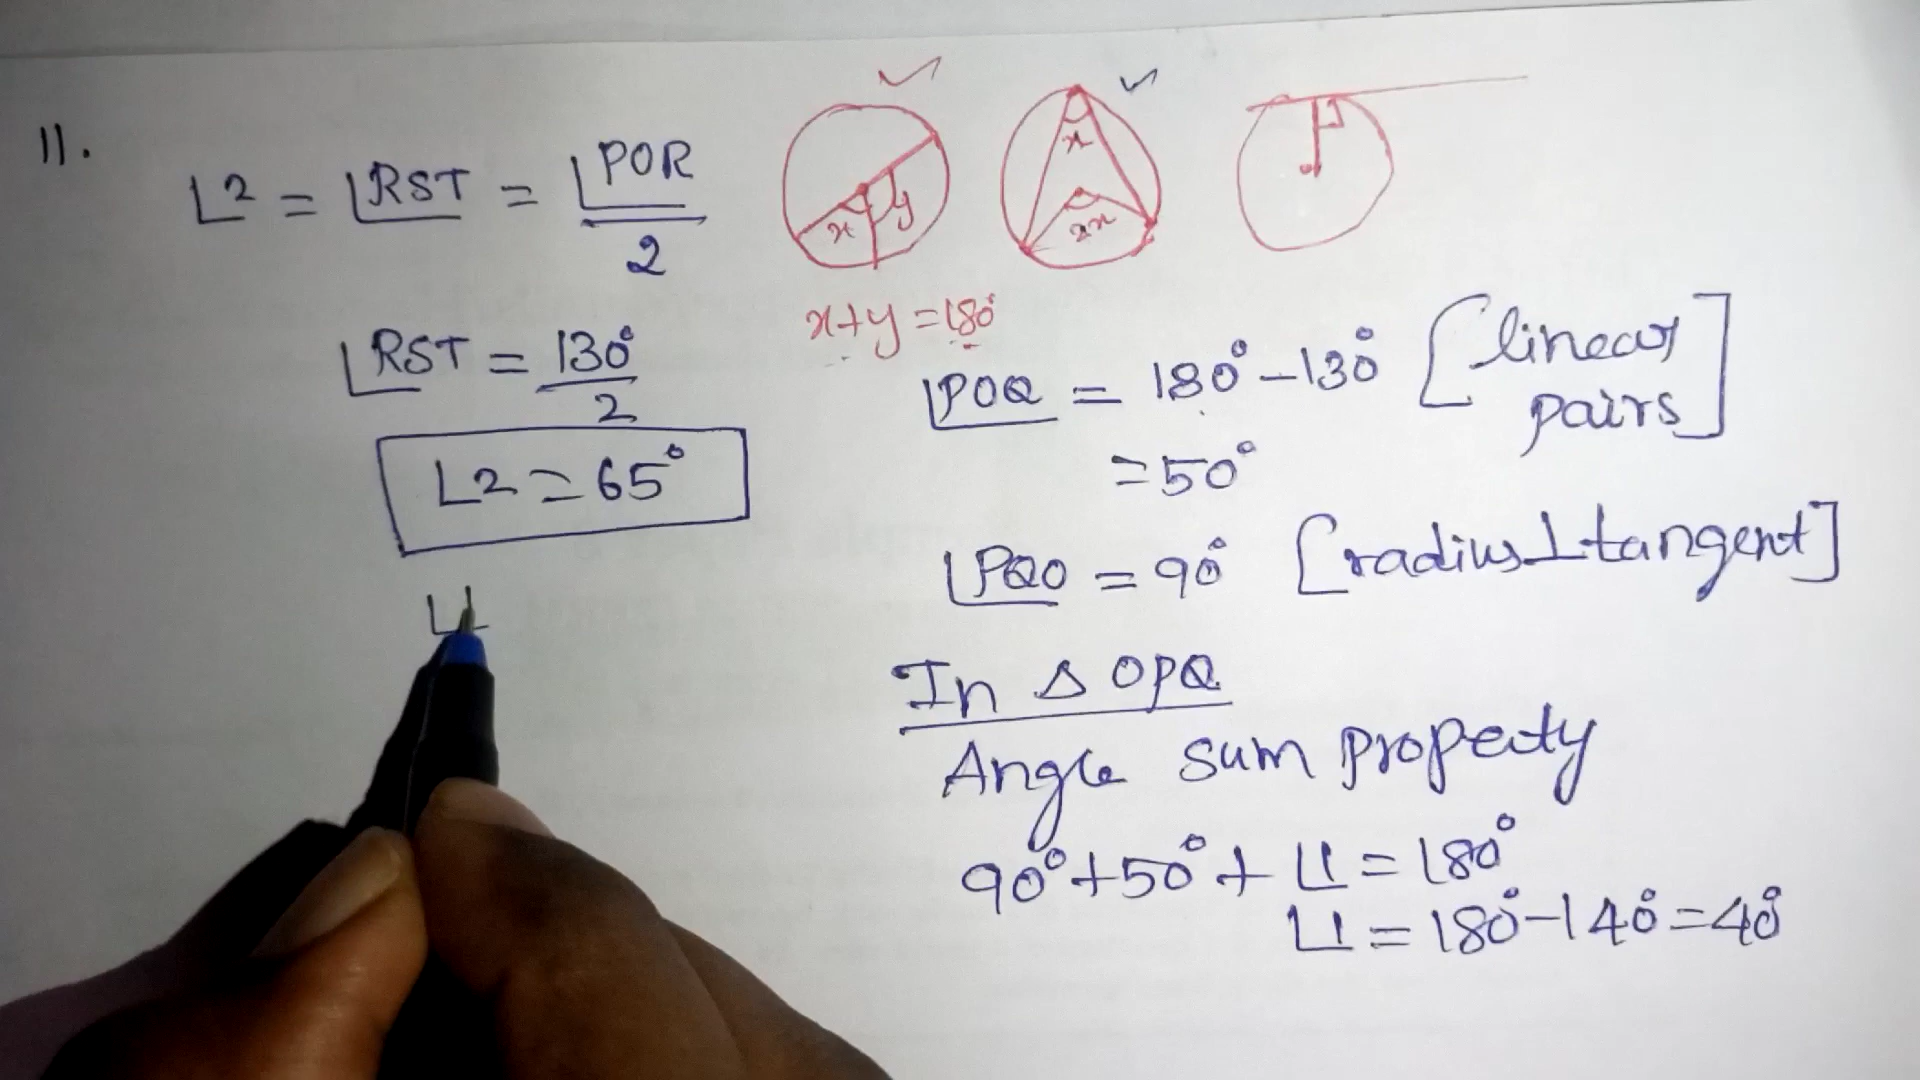 11.
∠2 = ∠RST = ∠POR / 2
x y
x
2x
∠RST = 130° / 2
∠2 = 65°
∠1
x+y = 180°
∠POQ = 180° - 130° [linear pairs]
= 50°
∠PQO = 90° [radius ⊥ tangent]
In △ OPQ
Angle sum property
90° + 50° + ∠1 = 180°
∠1 = 180° - 140° = 40°